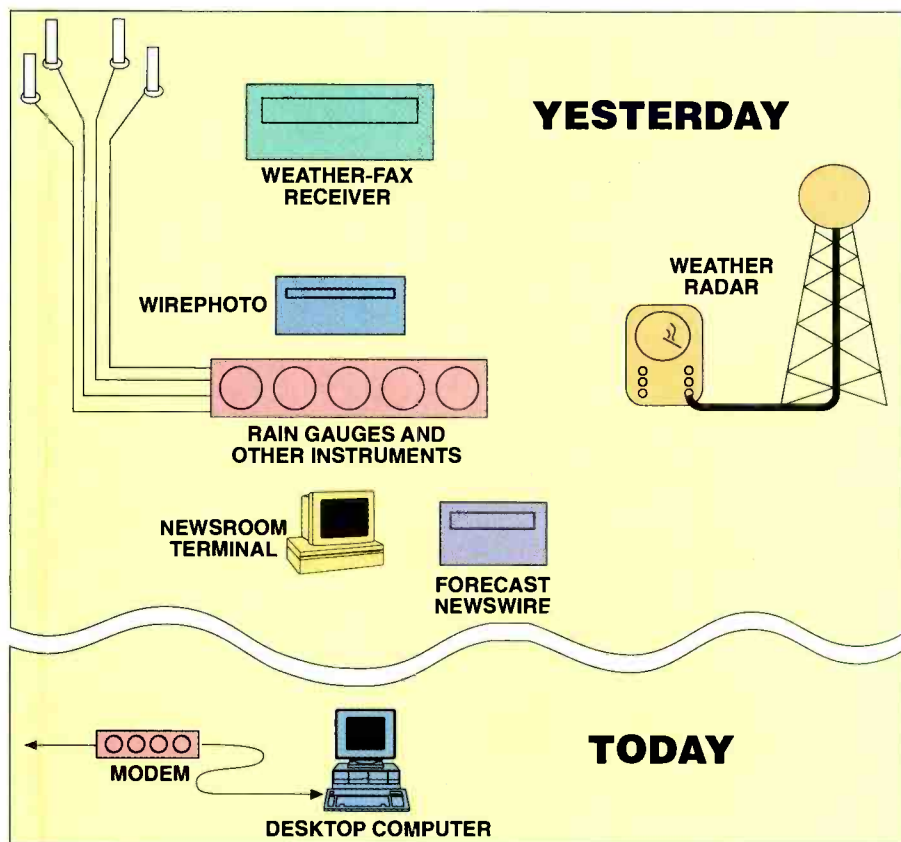 YESTERDAY
WEATHER-FAX
RECEIVER
WEATHER
RADAR
WIREPHOTO
RAIN GAUGES AND
OTHER INSTRUMENTS
NEWSROOM
TERMINAL
FORECAST
NEWSWIRE
TODAY
MODEM
DESKTOP COMPUTER